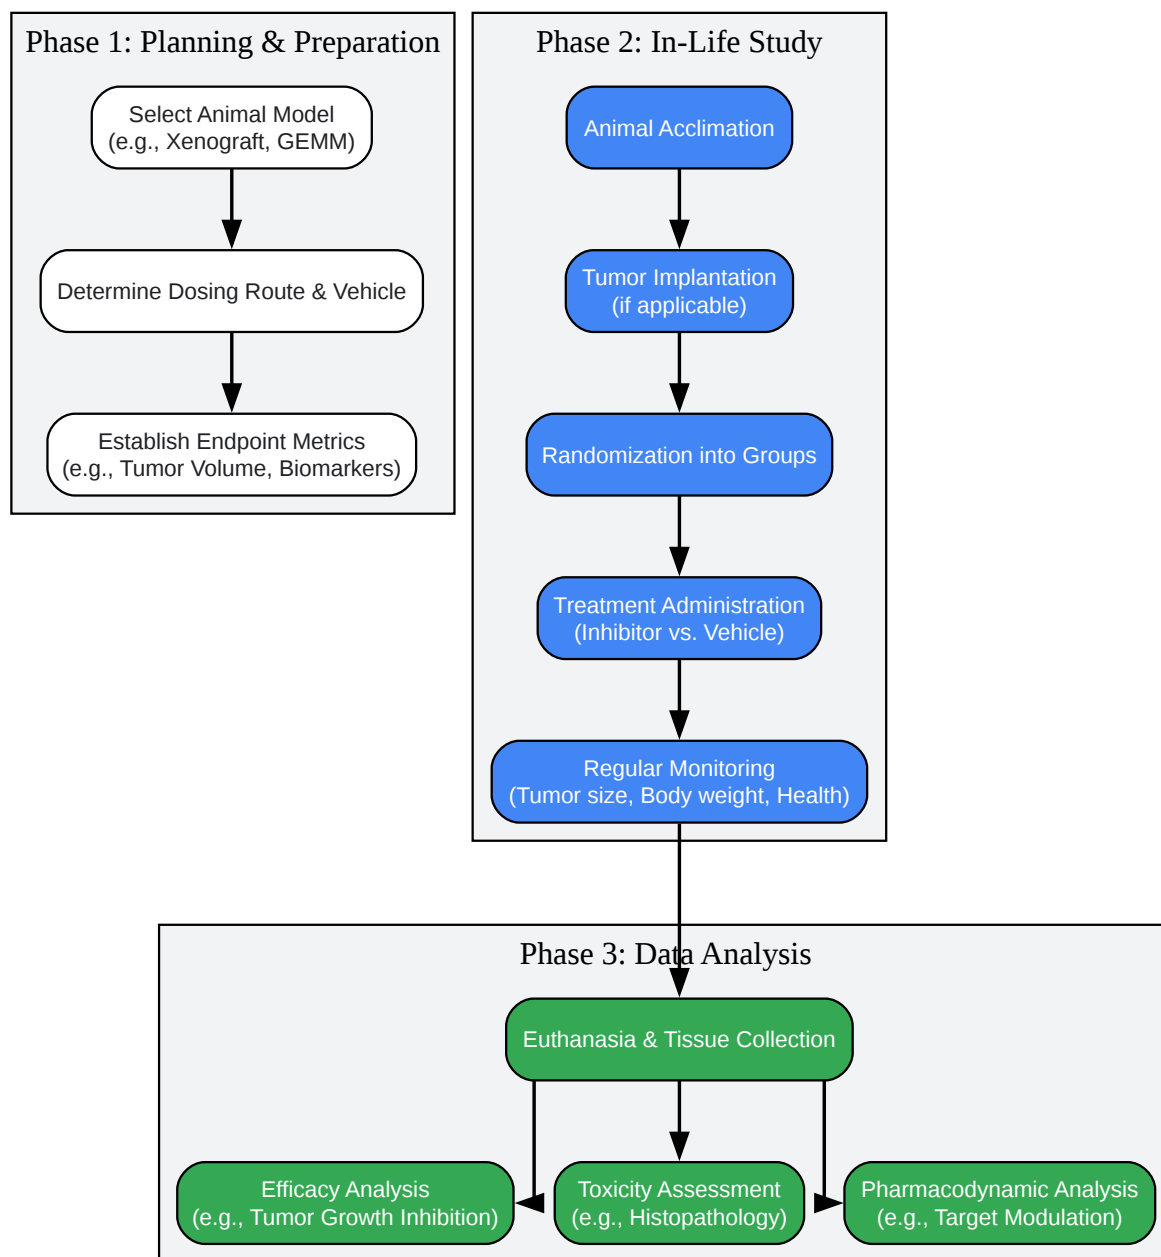 Phase 1: Planning & Preparation
Select Animal Model
(e.g., Xenograft, GEMM)
Determine Dosing Route & Vehicle
Establish Endpoint Metrics
(e.g., Tumor Volume, Biomarkers)
Phase 2: In-Life Study
Animal Acclimation
Tumor Implantation
(if applicable)
Randomization into Groups
Treatment Administration
(Inhibitor vs. Vehicle)
Regular Monitoring
(Tumor size, Body weight, Health)
Phase 3: Data Analysis
Euthanasia & Tissue Collection
Efficacy Analysis
(e.g., Tumor Growth Inhibition)
Toxicity Assessment
(e.g., Histopathology)
Pharmacodynamic Analysis
(e.g., Target Modulation)